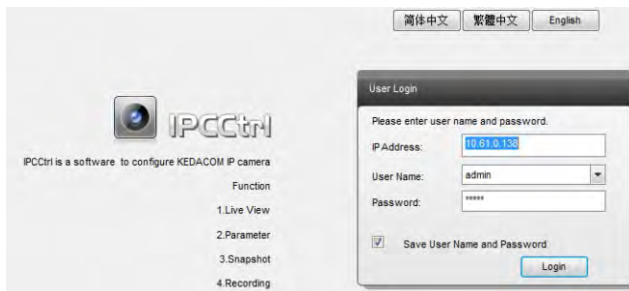 简体中文 繁體中文 English
IPCCtrl
IPCCtrl is a software to configure KEDACOM IP camera
Function
1.Live View
2.Parameter
3.Snapshot
4.Recording
User Login
Please enter user name and password.
IP Address: 10.61.0.138
User Name: admin
Password: *****
Save User Name and Password
Login